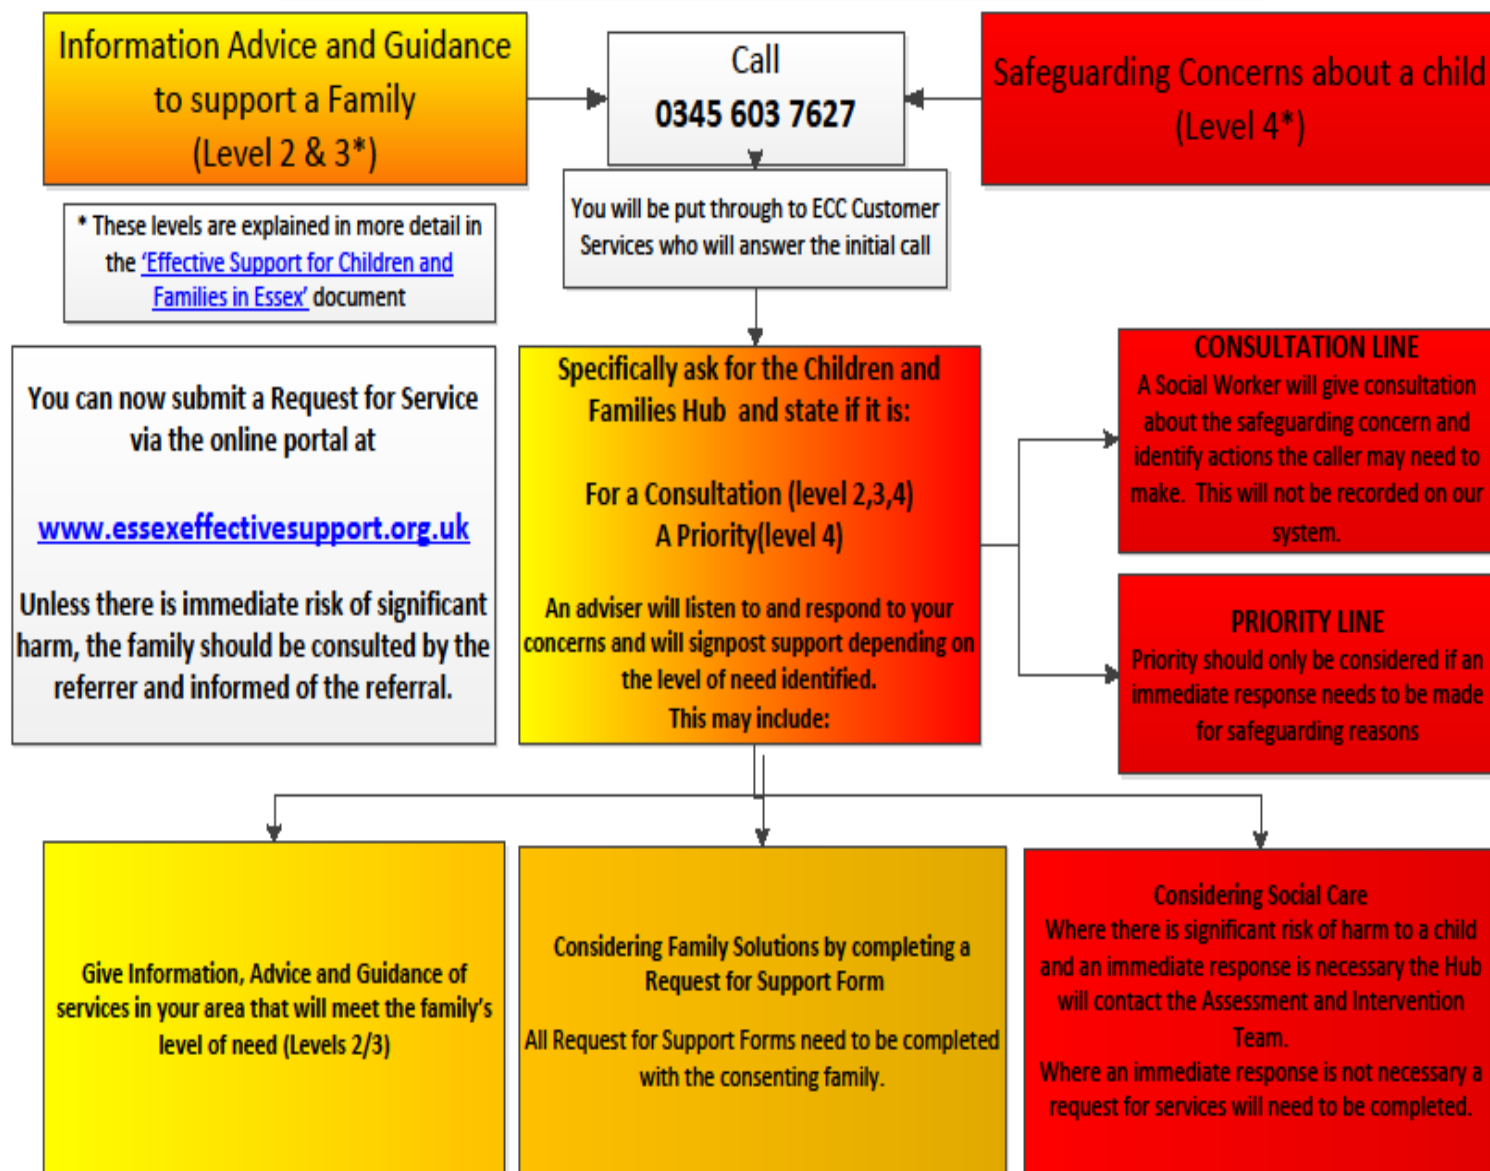 Information Advice and Guidance
to support a Family
(Level 2 & 3*)
Call
0345 603 7627
Safeguarding Concerns about a child
(Level 4*)
* These levels are explained in more detail in
the ‘Effective Support for Children and
Families in Essex’ document
You will be put through to ECC Customer
Services who will answer the initial call
You can now submit a Request for Service
via the online portal at
www.essexeffectivesupport.org.uk
Unless there is immediate risk of significant
harm, the family should be consulted by the
referrer and informed of the referral.
Specifically ask for the Children and
Families Hub and state if it is:
For a Consultation (level 2,3,4)
A Priority(level 4)
An adviser will listen to and respond to your
concerns and will signpost support depending on
the level of need identified.
This may include:
CONSULTATION LINE
A Social Worker will give consultation
about the safeguarding concern and
identify actions the caller may need to
make. This will not be recorded on our
system.
PRIORITY LINE
Priority should only be considered if an
immediate response needs to be made
for safeguarding reasons
Give Information, Advice and Guidance of
services in your area that will meet the family’s
level of need (Levels 2/3)
Considering Family Solutions by completing a
Request for Support Form
All Request for Support Forms need to be completed
with the consenting family.
Considering Social Care
Where there is significant risk of harm to a child
and an immediate response is necessary the Hub
will contact the Assessment and Intervention
Team.
Where an immediate response is not necessary a
request for services will need to be completed.